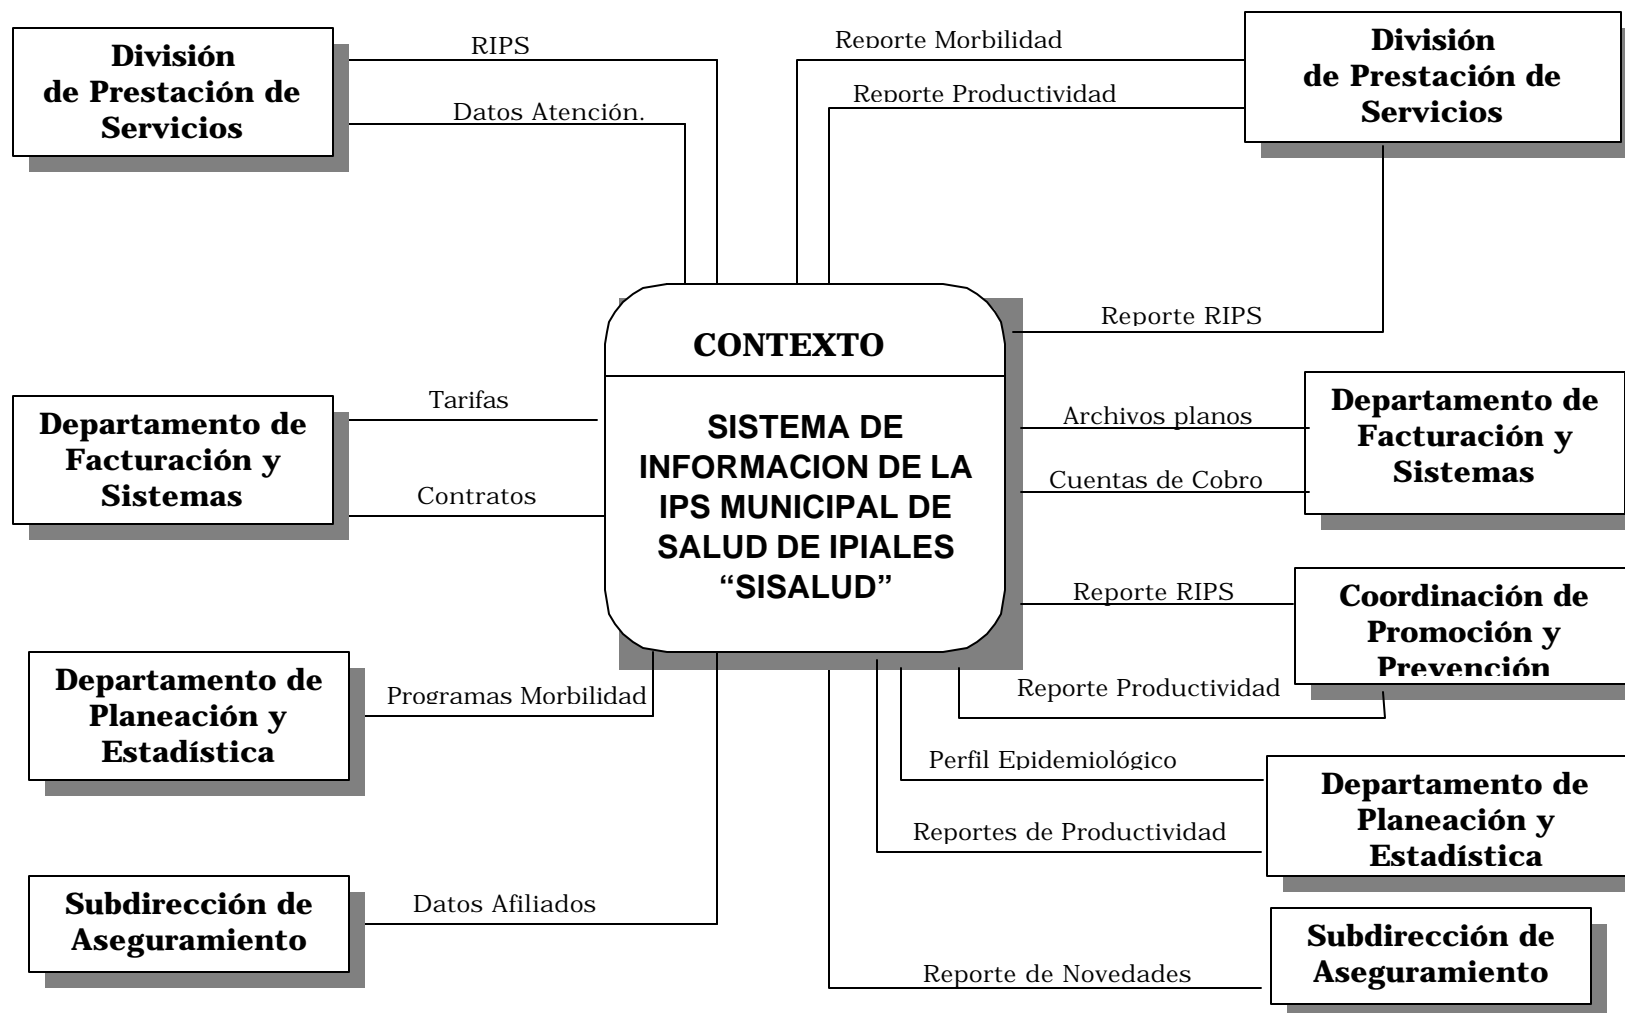 División
de Prestación de
Servicios
RIPS
Datos Atención.
Reporte Morbilidad
Reporte Productividad
División
de Prestación de
Servicios
Reporte RIPS
CONTEXTO
SISTEMA DE
INFORMACION DE LA
IPS MUNICIPAL DE
SALUD DE IPIALES
“SISALUD”
Departamento de
Facturación y
Sistemas
Tarifas
Contratos
Archivos planos
Cuentas de Cobro
Departamento de
Facturación y
Sistemas
Reporte RIPS
Reporte Productividad
Coordinación de
Promoción y
Prevención
Departamento de
Planeación y
Estadística
Programas Morbilidad
Perfil Epidemiológico
Reportes de Productividad
Departamento de
Planeación y
Estadística
Subdirección de
Aseguramiento
Datos Afiliados
Reporte de Novedades
Subdirección de
Aseguramiento